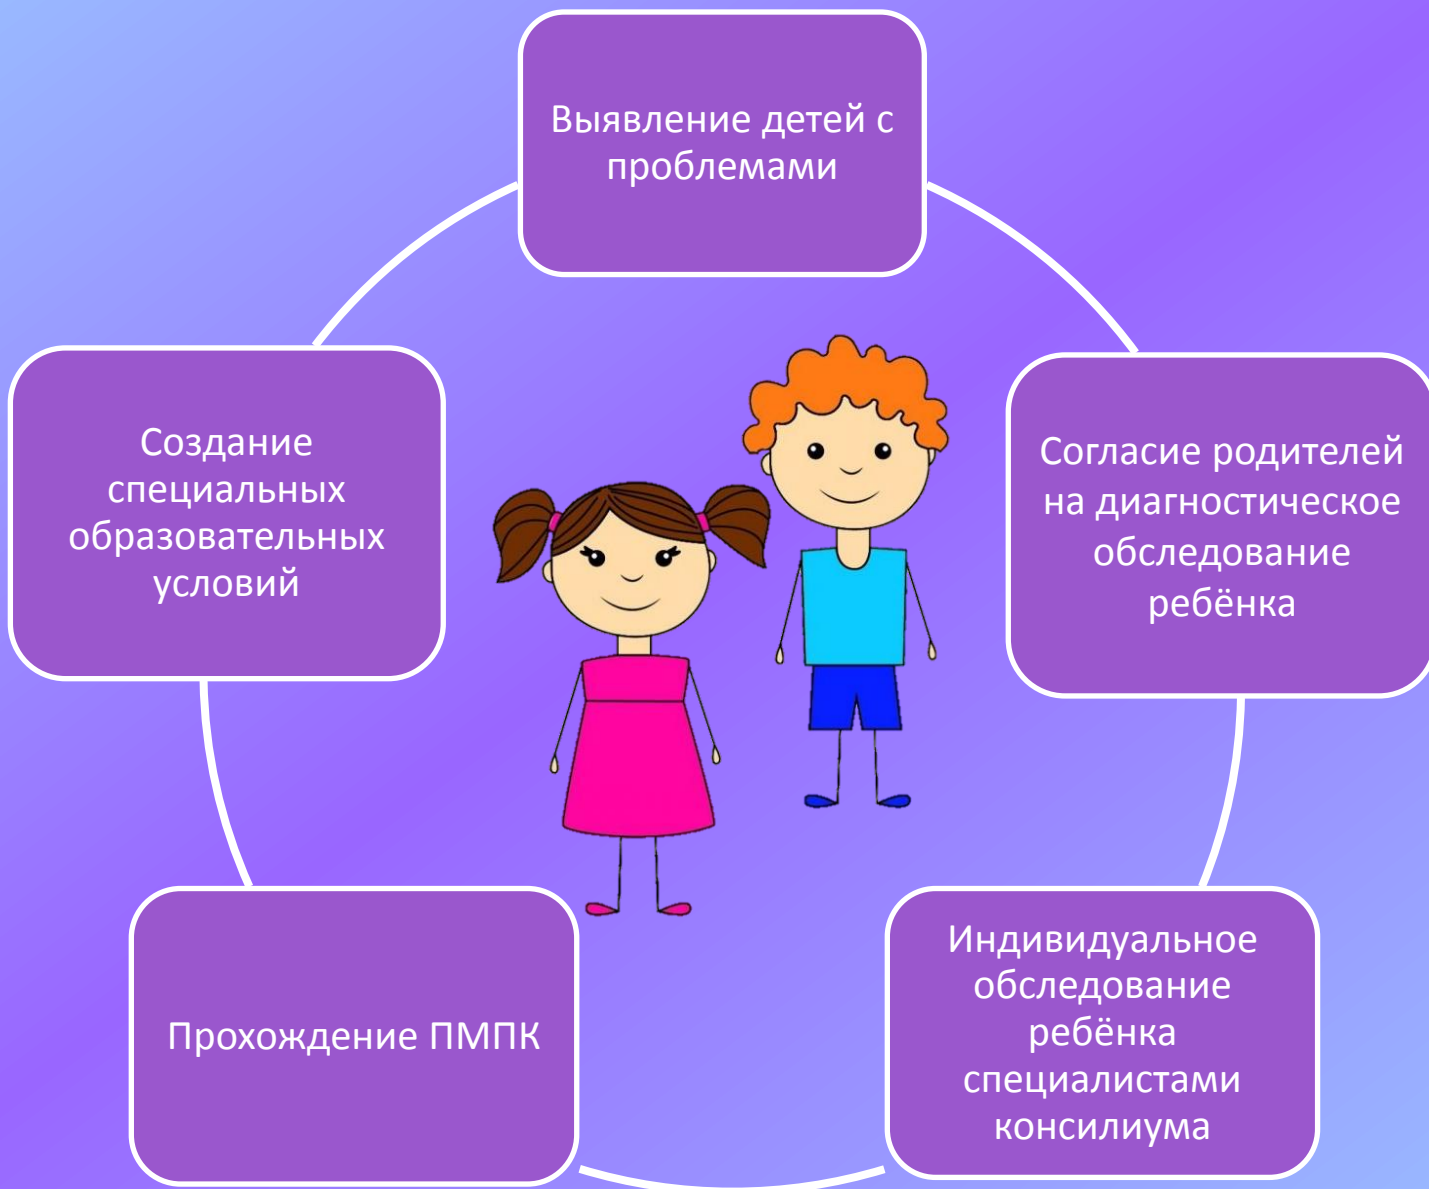 Выявление детей с
проблемами
Согласие родителей
на диагностическое
обследование
ребёнка
Индивидуальное
обследование
ребёнка
специалистами
консилиума
Прохождение ПМПК
Создание
специальных
образовательных
условий